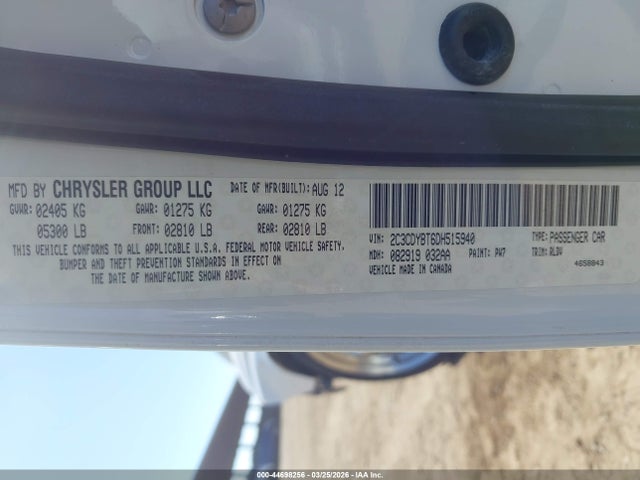 MFD BY CHRYSLER GROUP LLC DATE OF MFR(BUILT): AUG 12
GVWR: 02405 KG GAWR: 01275 KG GAWR: 01275 KG
05300 LB FRONT: 02810 LB REAR: 02810 LB
THIS VEHICLE CONFORMS TO ALL APPLICABLE U.S.A. FEDERAL MOTOR VEHICLE SAFETY,
BUMPER AND THEFT PREVENTION STANDARDS IN EFFECT ON
THE DATE OF MANUFACTURE SHOWN ABOVE.
VIN: 2C3CDYBT6DH515940 TYPE: PASSENGER CAR
MDH: 082919 032AA PAINT: PW7 TRIM: RLDV
VEHICLE MADE IN CANADA 4658843
000-44698256 - 03/25/2026 - IAA Inc.